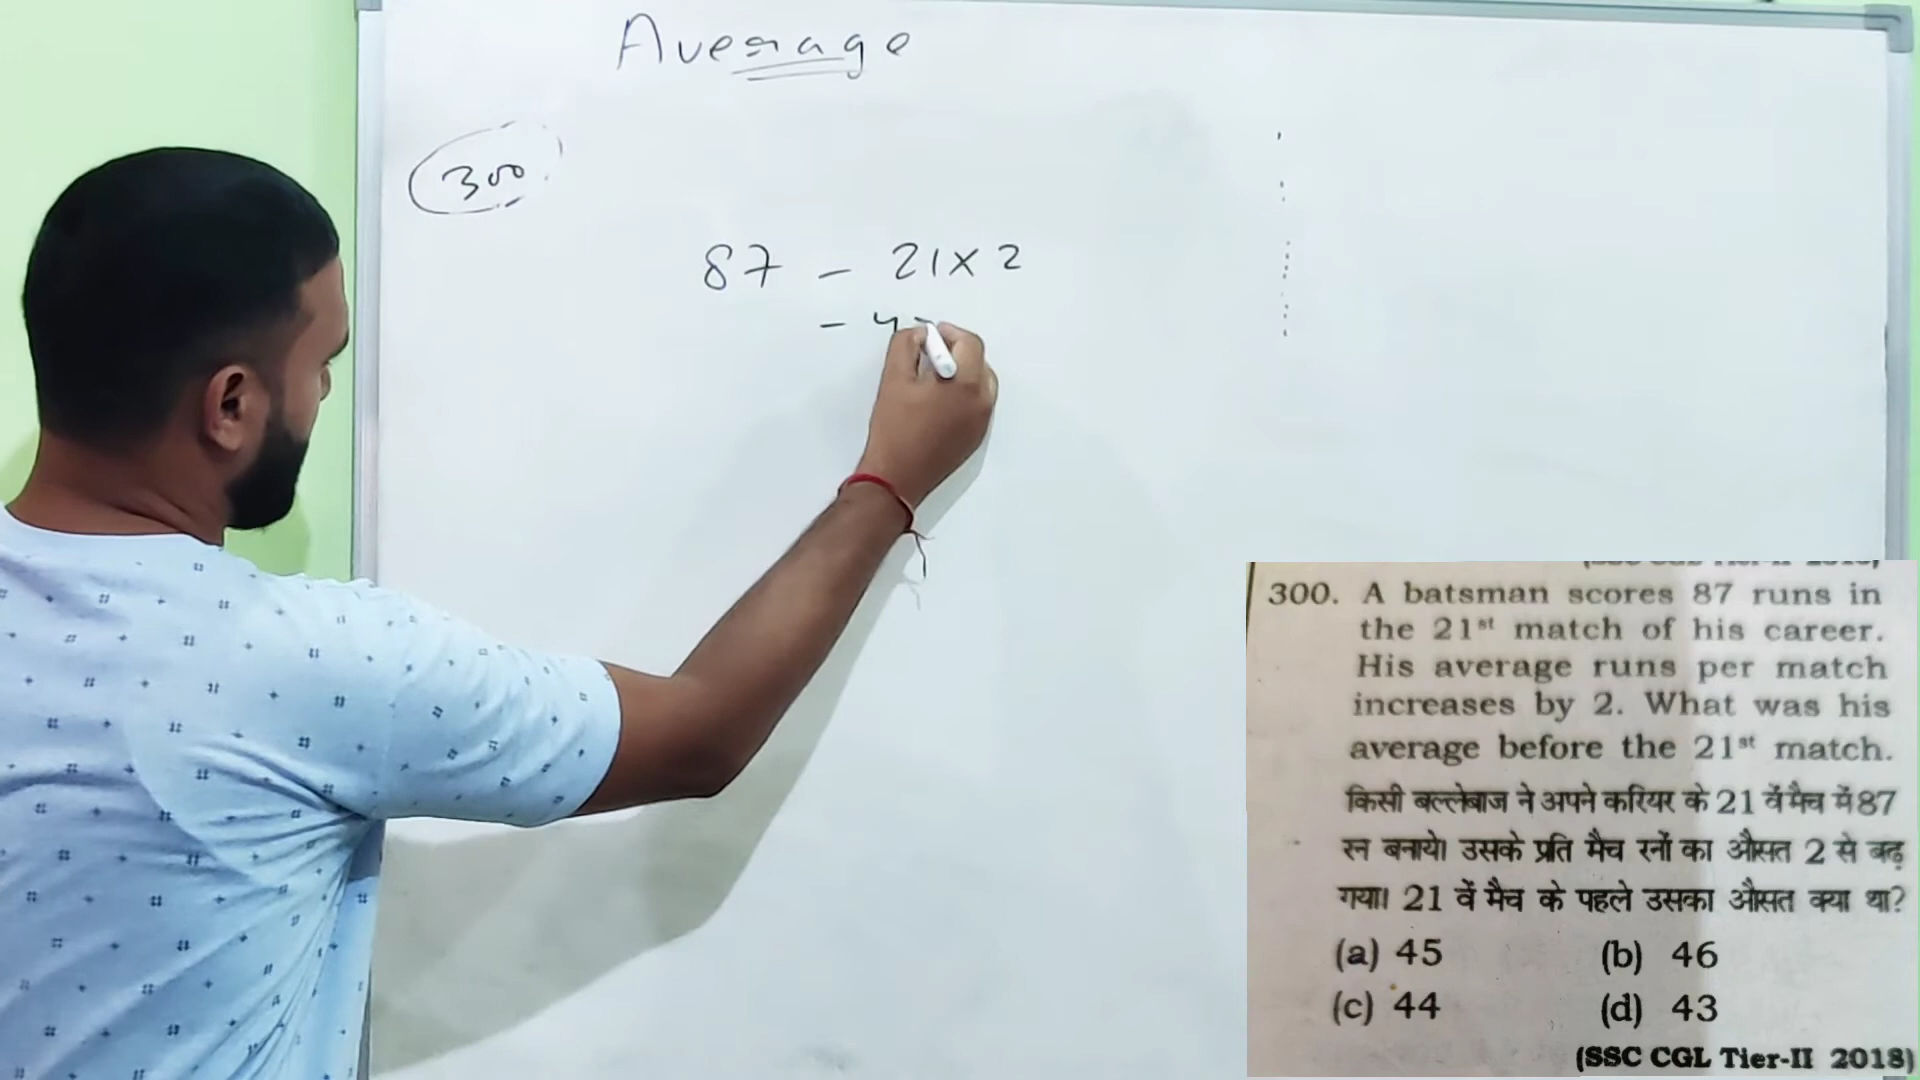 Average
300
87 - 21 x 2
- 4
300. A batsman scores 87 runs in
the 21st match of his career.
His average runs per match
increases by 2. What was his
average before the 21st match.
किसी बल्लेबाज ने अपने करियर के 21 वें मैच में 87
रन बनाये। उसके प्रति मैच रनों का औसत 2 से बढ़
गया। 21 वें मैच के पहले उसका औसत क्या था?
(a) 45 (b) 46
(c) 44 (d) 43
(SSC CGL Tier-II 2018)